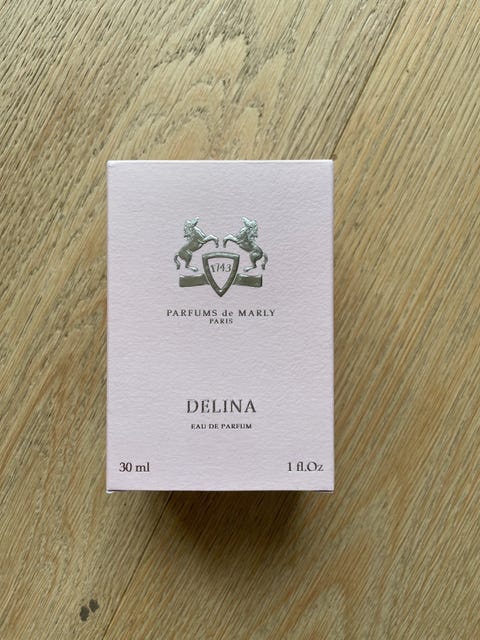 1743
PARFUMS de MARLY
PARIS
DELINA
EAU DE PARFUM
30 ml 1 fl.Oz